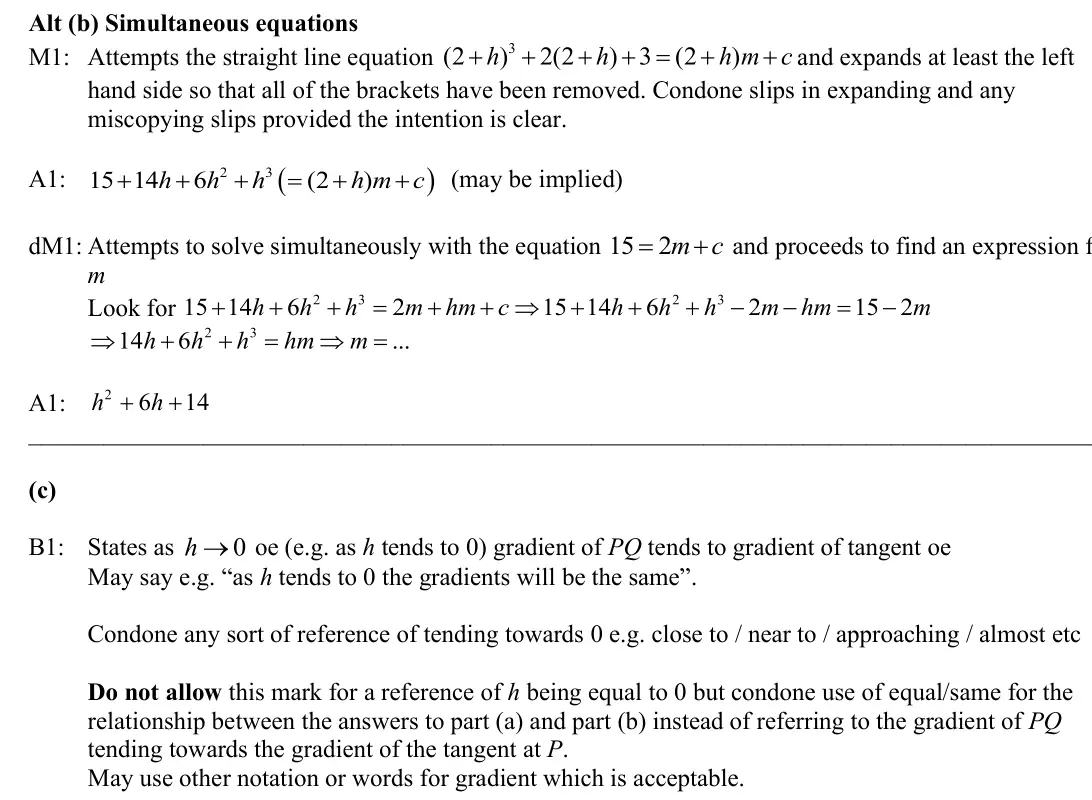 Alt (b) Simultaneous equations
M1: Attempts the straight line equation (2+h)³+2(2+h)+3=(2+h)m+c and expands at least the left
hand side so that all of the brackets have been removed. Condone slips in expanding and any
miscopying slips provided the intention is clear.
A1: 15+14h+6h²+h³(=(2+h)m+c) (may be implied)
dM1: Attempts to solve simultaneously with the equation 15=2m+c and proceeds to find an expression f
m
Look for 15+14h+6h²+h³=2m+hm+c⇒15+14h+6h²+h³−2m−hm=15−2m
⇒14h+6h²+h³=hm⇒m=...
A1: h²+6h+14
(c)
B1: States as h→0 oe (e.g. as h tends to 0) gradient of PQ tends to gradient of tangent oe
May say e.g. “as h tends to 0 the gradients will be the same”.
Condone any sort of reference of tending towards 0 e.g. close to / near to / approaching / almost etc
Do not allow this mark for a reference of h being equal to 0 but condone use of equal/same for the
relationship between the answers to part (a) and part (b) instead of referring to the gradient of PQ
tending towards the gradient of the tangent at P.
May use other notation or words for gradient which is acceptable.